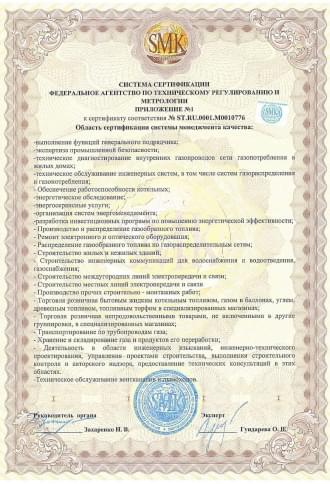 SMK
СИСТЕМА СЕРТИФИКАЦИИ
ФЕДЕРАЛЬНОЕ АГЕНТСТВО ПО ТЕХНИЧЕСКОМУ РЕГУЛИРОВАНИЮ И
МЕТРОЛОГИИ
ПРИЛОЖЕНИЕ №1
к сертификату соответствия № ST.RU.0001.M0010776
Область сертификации системы менеджмента качества:
-выполнения функций генерального подрядчика;
-экспертиза промышленной безопасности;
- техническое диагностирование внутренних газопроводов сети газопотребления в
жилых домах;
- техническое обслуживание инженерных систем, в том числе систем газораспределения
и газопотребления;
- Обеспечение работоспособности котельных;
-энергетическое обследование;
-энергосервисные услуги;
-организация систем энергоменеджмента;
-разработка инвестиционных программ по повышению энергетической эффективности;
- Производство и распределение газообразного топлива;
- Ремонт электронного и оптического оборудования;
- Распределение газообразного топлива по газораспределительным сетям;
- Строительство жилых и нежилых зданий;
- Строительство инженерных коммуникаций для водоснабжения и водоотведения,
газоснабжения;
- Строительство междугородних линий электропередачи и связи;
- Строительство местных линий электропередачи и связи
- Производство прочих строительно - монтажных работ;
- Торговля розничная бытовым жидким котельным топливом, газом в баллонах, углем,
древесным топливом, топливным торфом в специализированных магазинах;
- Торговля розничная непродовольственными товарами, не включенными в другие
группировки, в специализированных магазинах;
- Транспортирование по трубопроводам газа;
- Хранение и складирование газа и продуктов его переработки;
- Деятельность в области инженерных изысканий, инженерно-технического
проектирования, управления проектами строительства, выполнения строительного
контроля и авторского надзора, предоставление технических консультаций в этих
областях.
-Техническое обслуживание вентканалов и дымоходов.
Руководитель органа
Эксперт
Захаренко Н. В.
Гундарева О. Н.